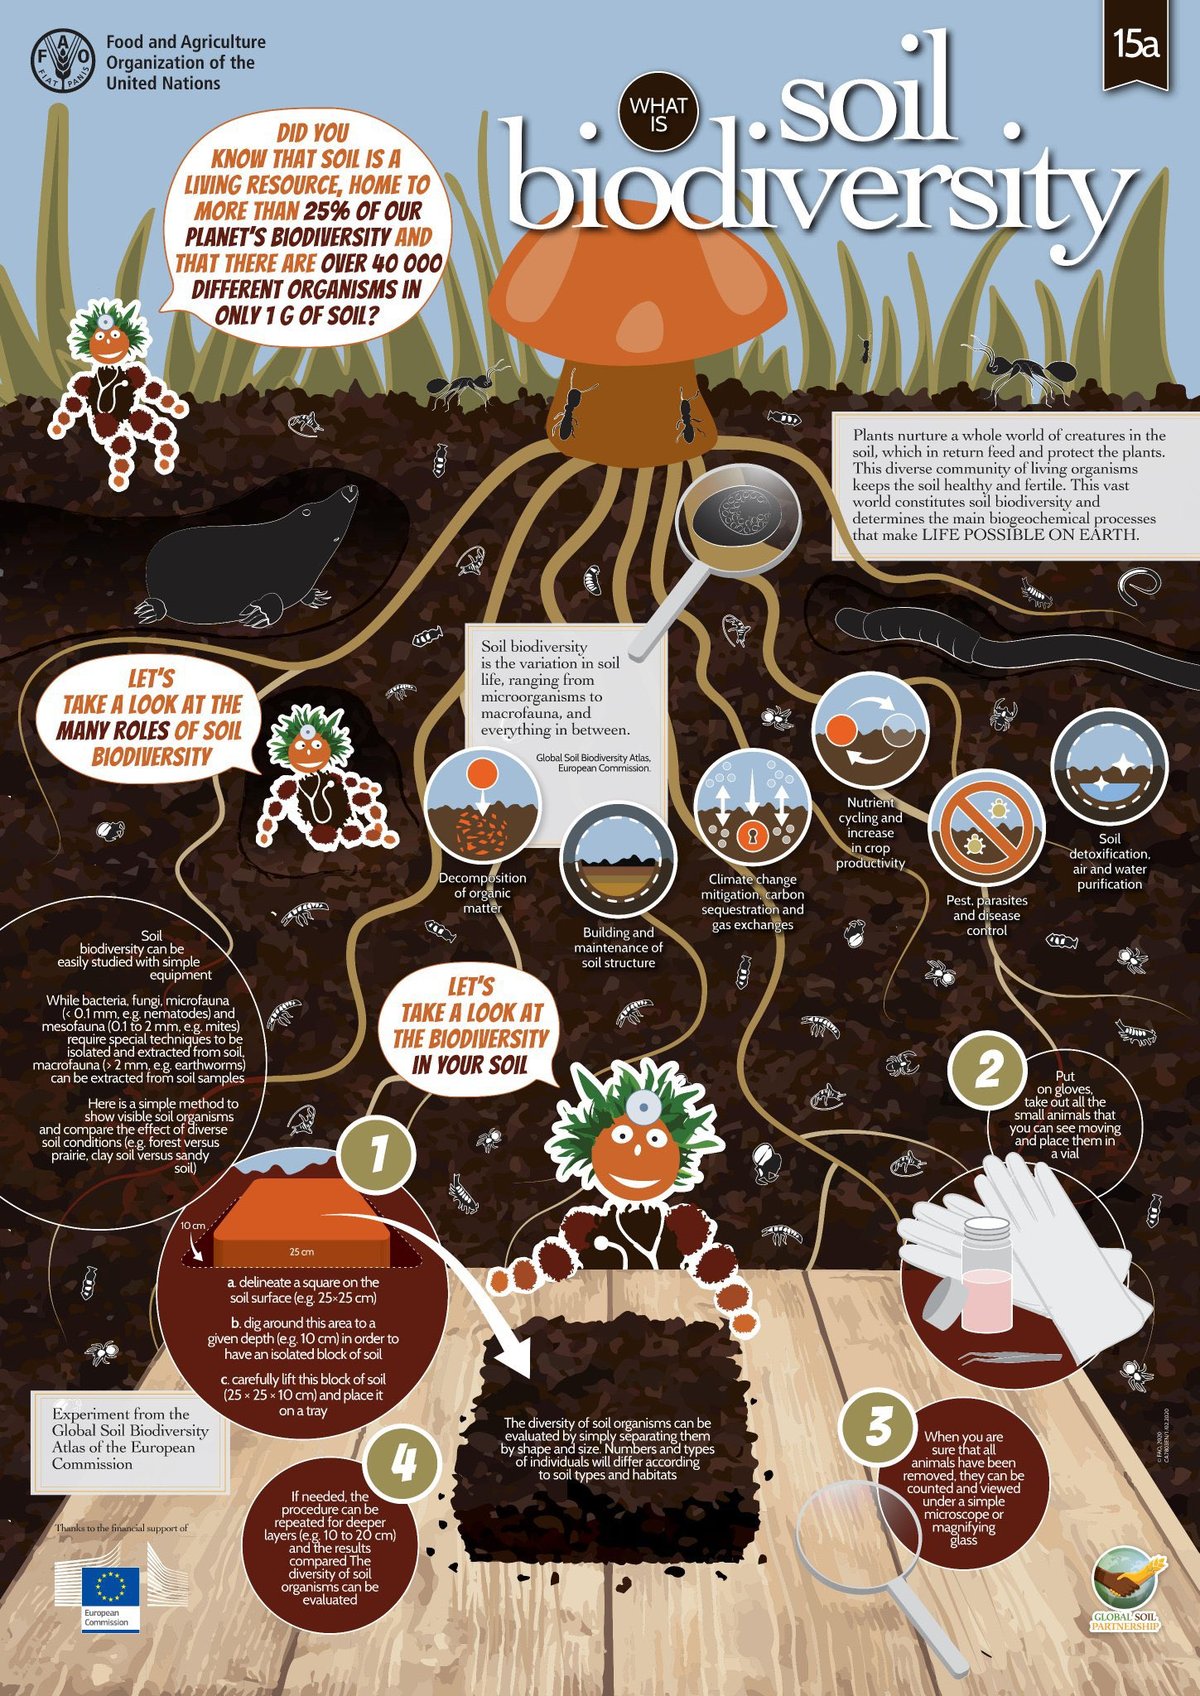 FAO
FIAT PANIS
Food and Agriculture
Organization of the
United Nations
15a
WHAT
IS
soil
biodiversity
DID YOU
KNOW THAT SOIL IS A
LIVING RESOURCE, HOME TO
MORE THAN 25% OF OUR
PLANET'S BIODIVERSITY AND
THAT THERE ARE OVER 40 000
DIFFERENT ORGANISMS IN
ONLY 1 G OF SOIL?
Plants nurture a whole world of creatures in the
soil, which in return feed and protect the plants.
This diverse community of living organisms
keeps the soil healthy and fertile. This vast
world constitutes soil biodiversity and
determines the main biogeochemical processes
that make LIFE POSSIBLE ON EARTH.
Soil biodiversity
is the variation in soil
life, ranging from
microorganisms to
macrofauna, and
everything in between.
Global Soil Biodiversity Atlas,
European Commission.
LET'S
TAKE A LOOK AT THE
MANY ROLES OF SOIL
BIODIVERSITY
Decomposition
of organic
matter
Building and
maintenance of
soil structure
Climate change
mitigation, carbon
sequestration and
gas exchanges
Nutrient
cycling and
increase
in crop
productivity
Pest, parasites
and disease
control
Soil
detoxification,
air and water
purification
Soil
biodiversity can be
easily studied with simple
equipment
While bacteria, fungi, microfauna
(< 0.1 mm, e.g. nematodes) and
mesofauna (0.1 to 2 mm, e.g. mites)
require special techniques to be
isolated and extracted from soil,
macrofauna (> 2 mm, e.g. earthworms)
can be extracted from soil samples
Here is a simple method to
show visible soil organisms
and compare the effect of diverse
soil conditions (e.g. forest versus
prairie, clay soil versus sandy
soil)
LET'S
TAKE A LOOK AT
THE BIODIVERSITY
IN YOUR SOIL
1
10 cm
25 cm
a. delineate a square on the
soil surface (e.g. 25×25 cm)
b. dig around this area to a
given depth (e.g. 10 cm) in order to
have an isolated block of soil
c. carefully lift this block of soil
(25 × 25 × 10 cm) and place it
on a tray
2
Put
on gloves,
take out all the
small animals that
you can see moving
and place them in
a vial
3
When you are
sure that all
animals have been
removed, they can be
counted and viewed
under a simple
microscope or
magnifying
glass
The diversity of soil organisms can be
evaluated by simply separating them
by shape and size. Numbers and types
of individuals will differ according
to soil types and habitats
4
If needed, the
procedure can be
repeated for deeper
layers (e.g. 10 to 20 cm)
and the results
compared The
diversity of soil
organisms can be
evaluated
Experiment from the
Global Soil Biodiversity
Atlas of the European
Commission
Thanks to the financial support of
European
Commission
GLOBAL SOIL
PARTNERSHIP
© FAO, 2020